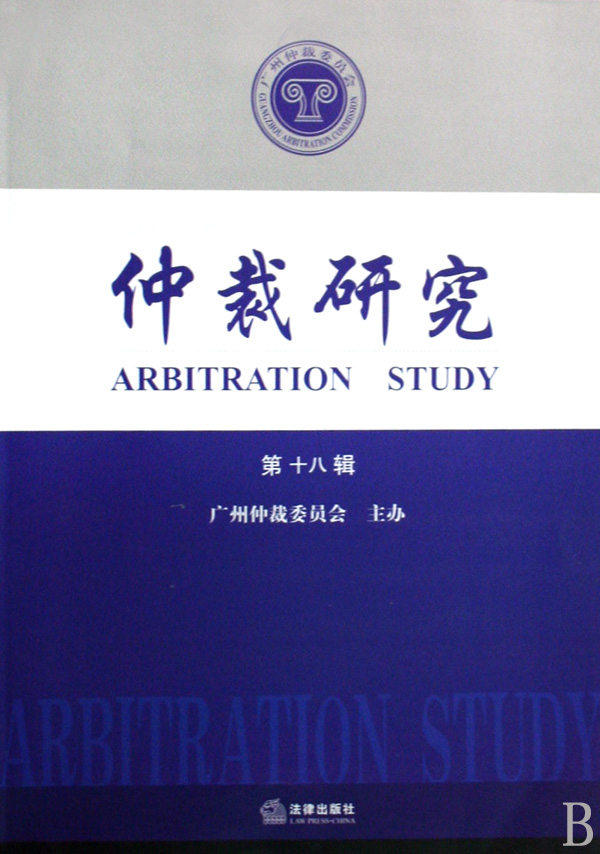 广州仲裁委员会
GUANGZHOU ARBITRATION COMMISSION
仲裁研究
ARBITRATION STUDY
第十八辑
广州仲裁委员会 主办
ARBITRATION STUDY
法律出版社
LAW PRESS·CHINA
B